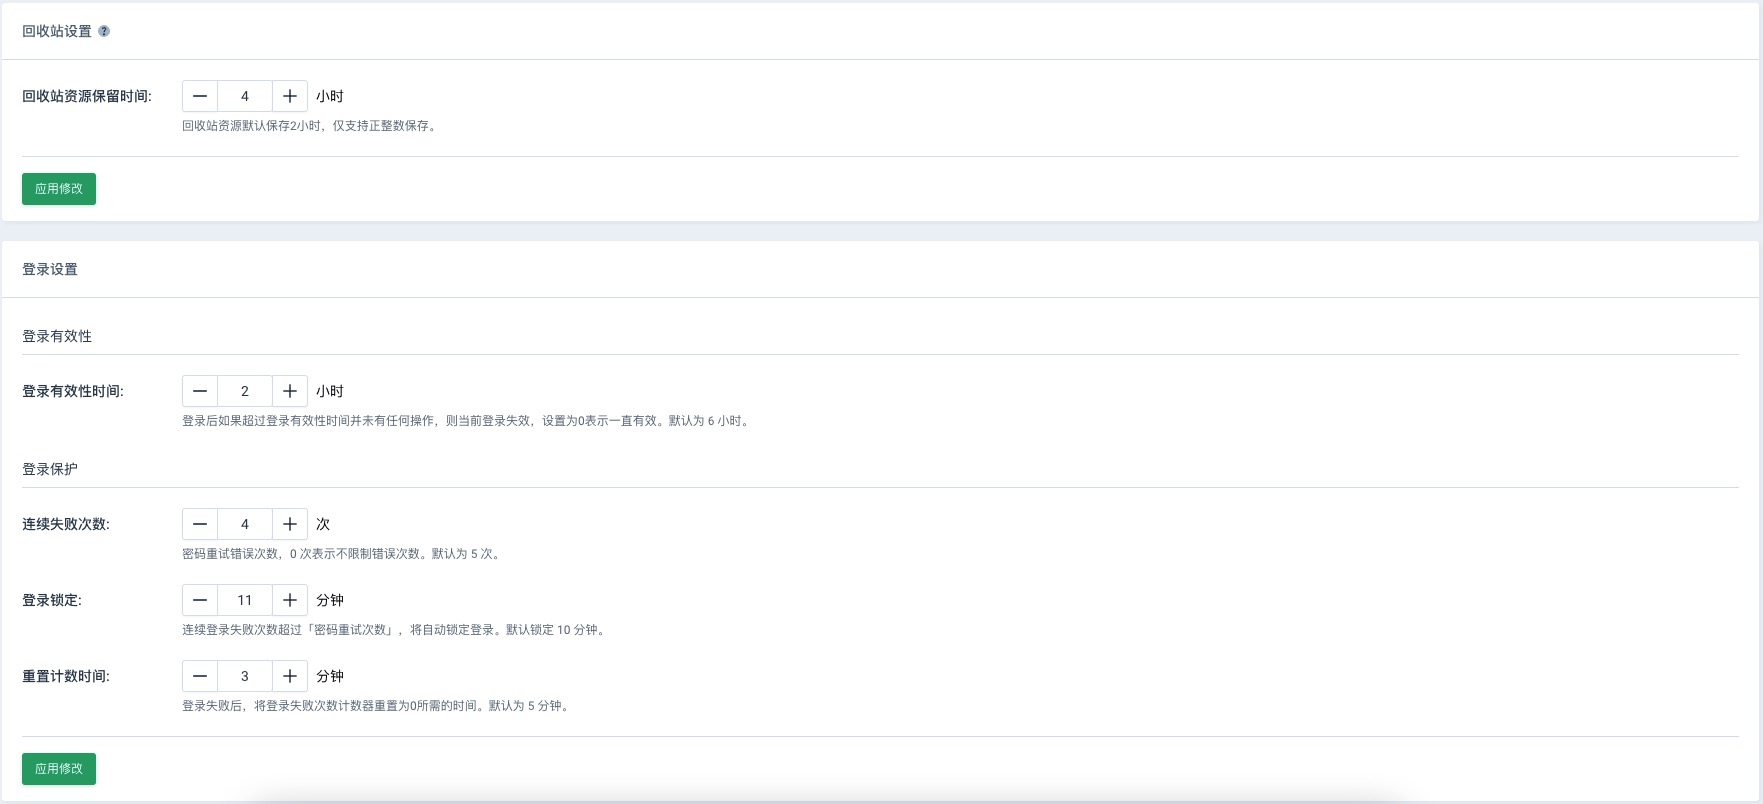 回收站设置 ?
回收站资源保留时间: — 4 + 小时
回收站资源默认保存2小时，仅支持正整数保存。
应用修改
登录设置
登录有效性
登录有效性时间: — 2 + 小时
登录后如果超过登录有效性时间并未有任何操作，则当前登录失效，设置为0表示一直有效。默认为 6 小时。
登录保护
连续失败次数: — 4 + 次
密码重试错误次数，0 次表示不限制错误次数。默认为 5 次。
登录锁定: — 11 + 分钟
连续登录失败次数超过「密码重试次数」，将自动锁定登录。默认锁定 10 分钟。
重置计数时间: — 3 + 分钟
登录失败后，将登录失败次数计数器重置为0所需的时间。默认为 5 分钟。
应用修改